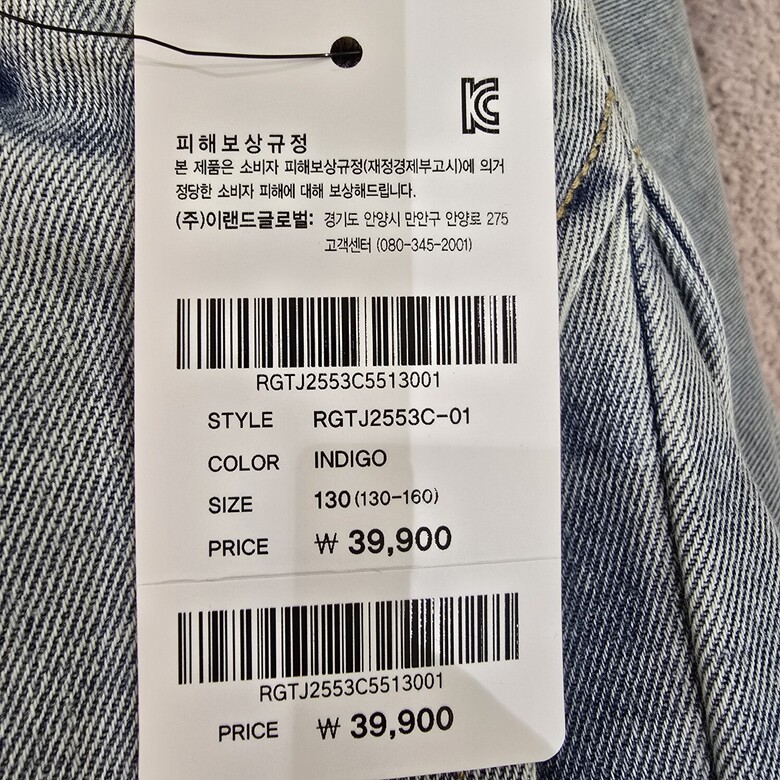 KC
피해보상규정
본 제품은 소비자 피해보상규정(재정경제부고시)에 의거
정당한 소비자 피해에 대해 보상해드립니다.
(주)이랜드글로벌: 경기도 안양시 만안구 안양로 275
고객센터 (080-345-2001)
RGTJ2553C5513001
STYLE RGTJ2553C-01
COLOR INDIGO
SIZE 130(130-160)
PRICE ₩ 39,900
RGTJ2553C5513001
PRICE ₩ 39,900